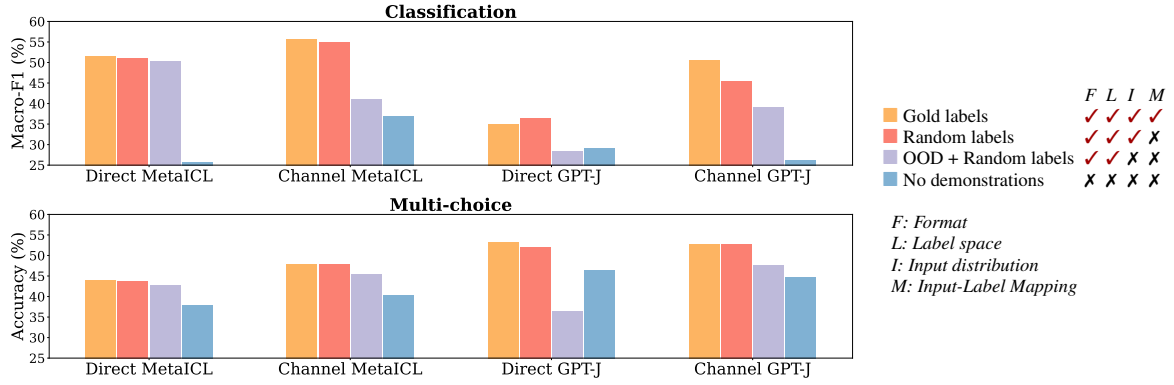 Classification
Macro-F1 (%)
60
55
50
45
40
35
30
25
Direct MetaICL Channel MetaICL Direct GPT-J Channel GPT-J
Multi-choice
Accuracy (%)
60
55
50
45
40
35
30
25
Direct MetaICL Channel MetaICL Direct GPT-J Channel GPT-J
F L I M
Gold labels ✓ ✓ ✓ ✓
Random labels ✓ ✓ ✓ ✗
OOD + Random labels ✓ ✓ ✗ ✗
No demonstrations ✗ ✗ ✗ ✗
F: Format
L: Label space
I: Input distribution
M: Input-Label Mapping